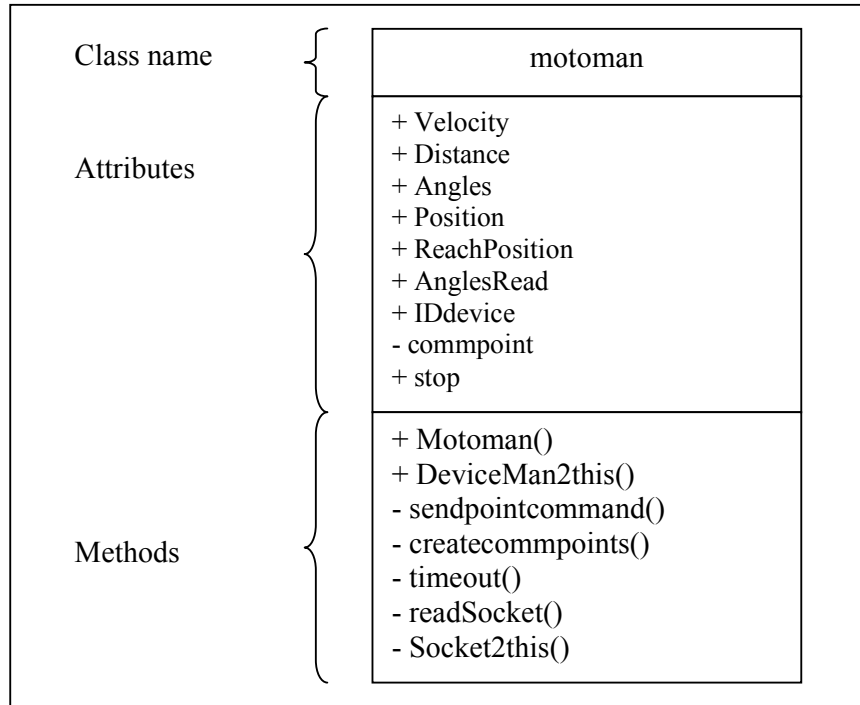 Class name
motoman
Attributes
+ Velocity
+ Distance
+ Angles
+ Position
+ ReachPosition
+ AnglesRead
+ IDdevice
- commpoint
+ stop
Methods
+ Motoman()
+ DeviceMan2this()
- sendpointcommand()
- createcommpoints()
- timeout()
- readSocket()
- Socket2this()